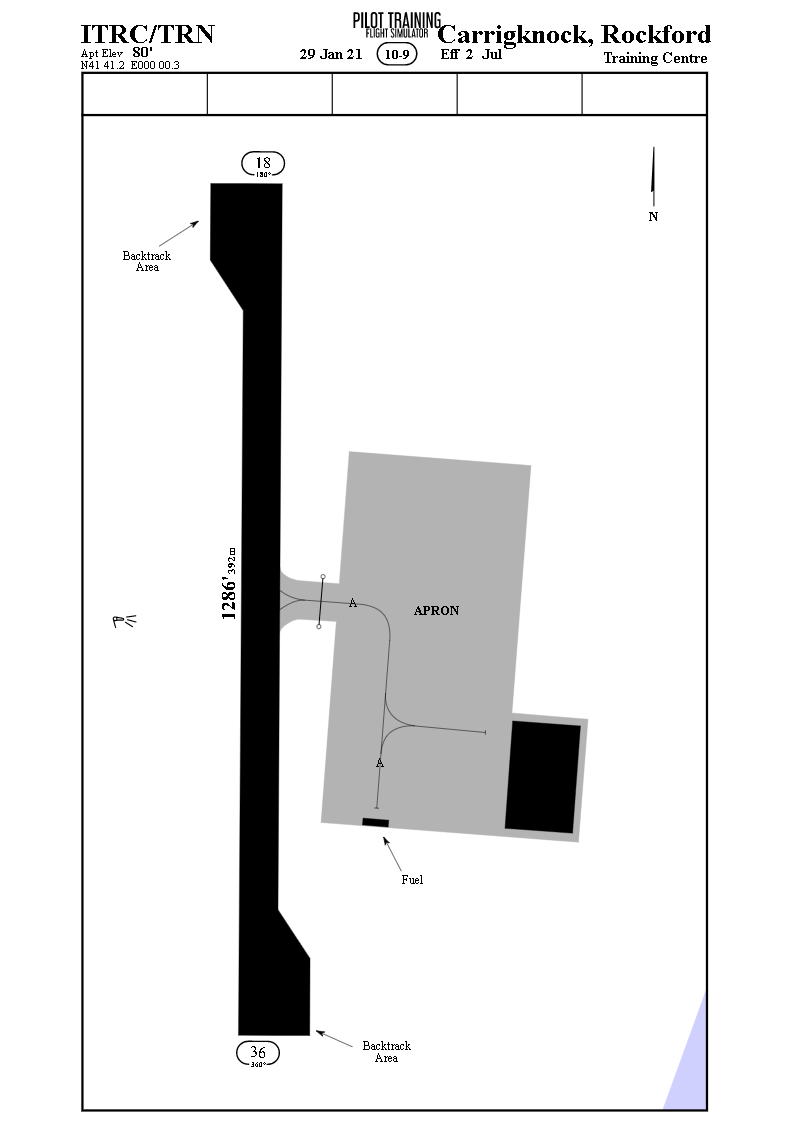 ITRC/TRN
Apt Elev 80'
N41 41.2 E000 00.3
PILOT TRAINING
FLIGHT SIMULATOR
29 Jan 21 10-9 Eff 2 Jul
Carrigknock, Rockford
Training Centre
18
180°
N
Backtrack
Area
1286' 392m
A
APRON
A
Fuel
36
360°
Backtrack
Area